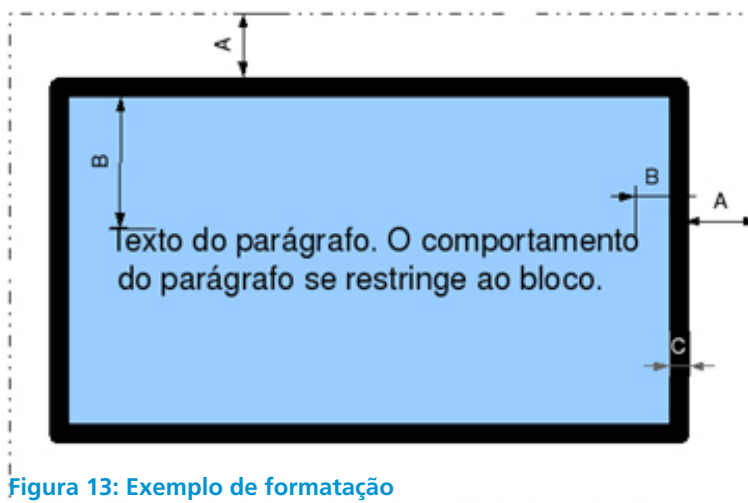 A
B
B
A
Texto do parágrafo. O comportamento
do parágrafo se restringe ao bloco.
C
Figura 13: Exemplo de formatação